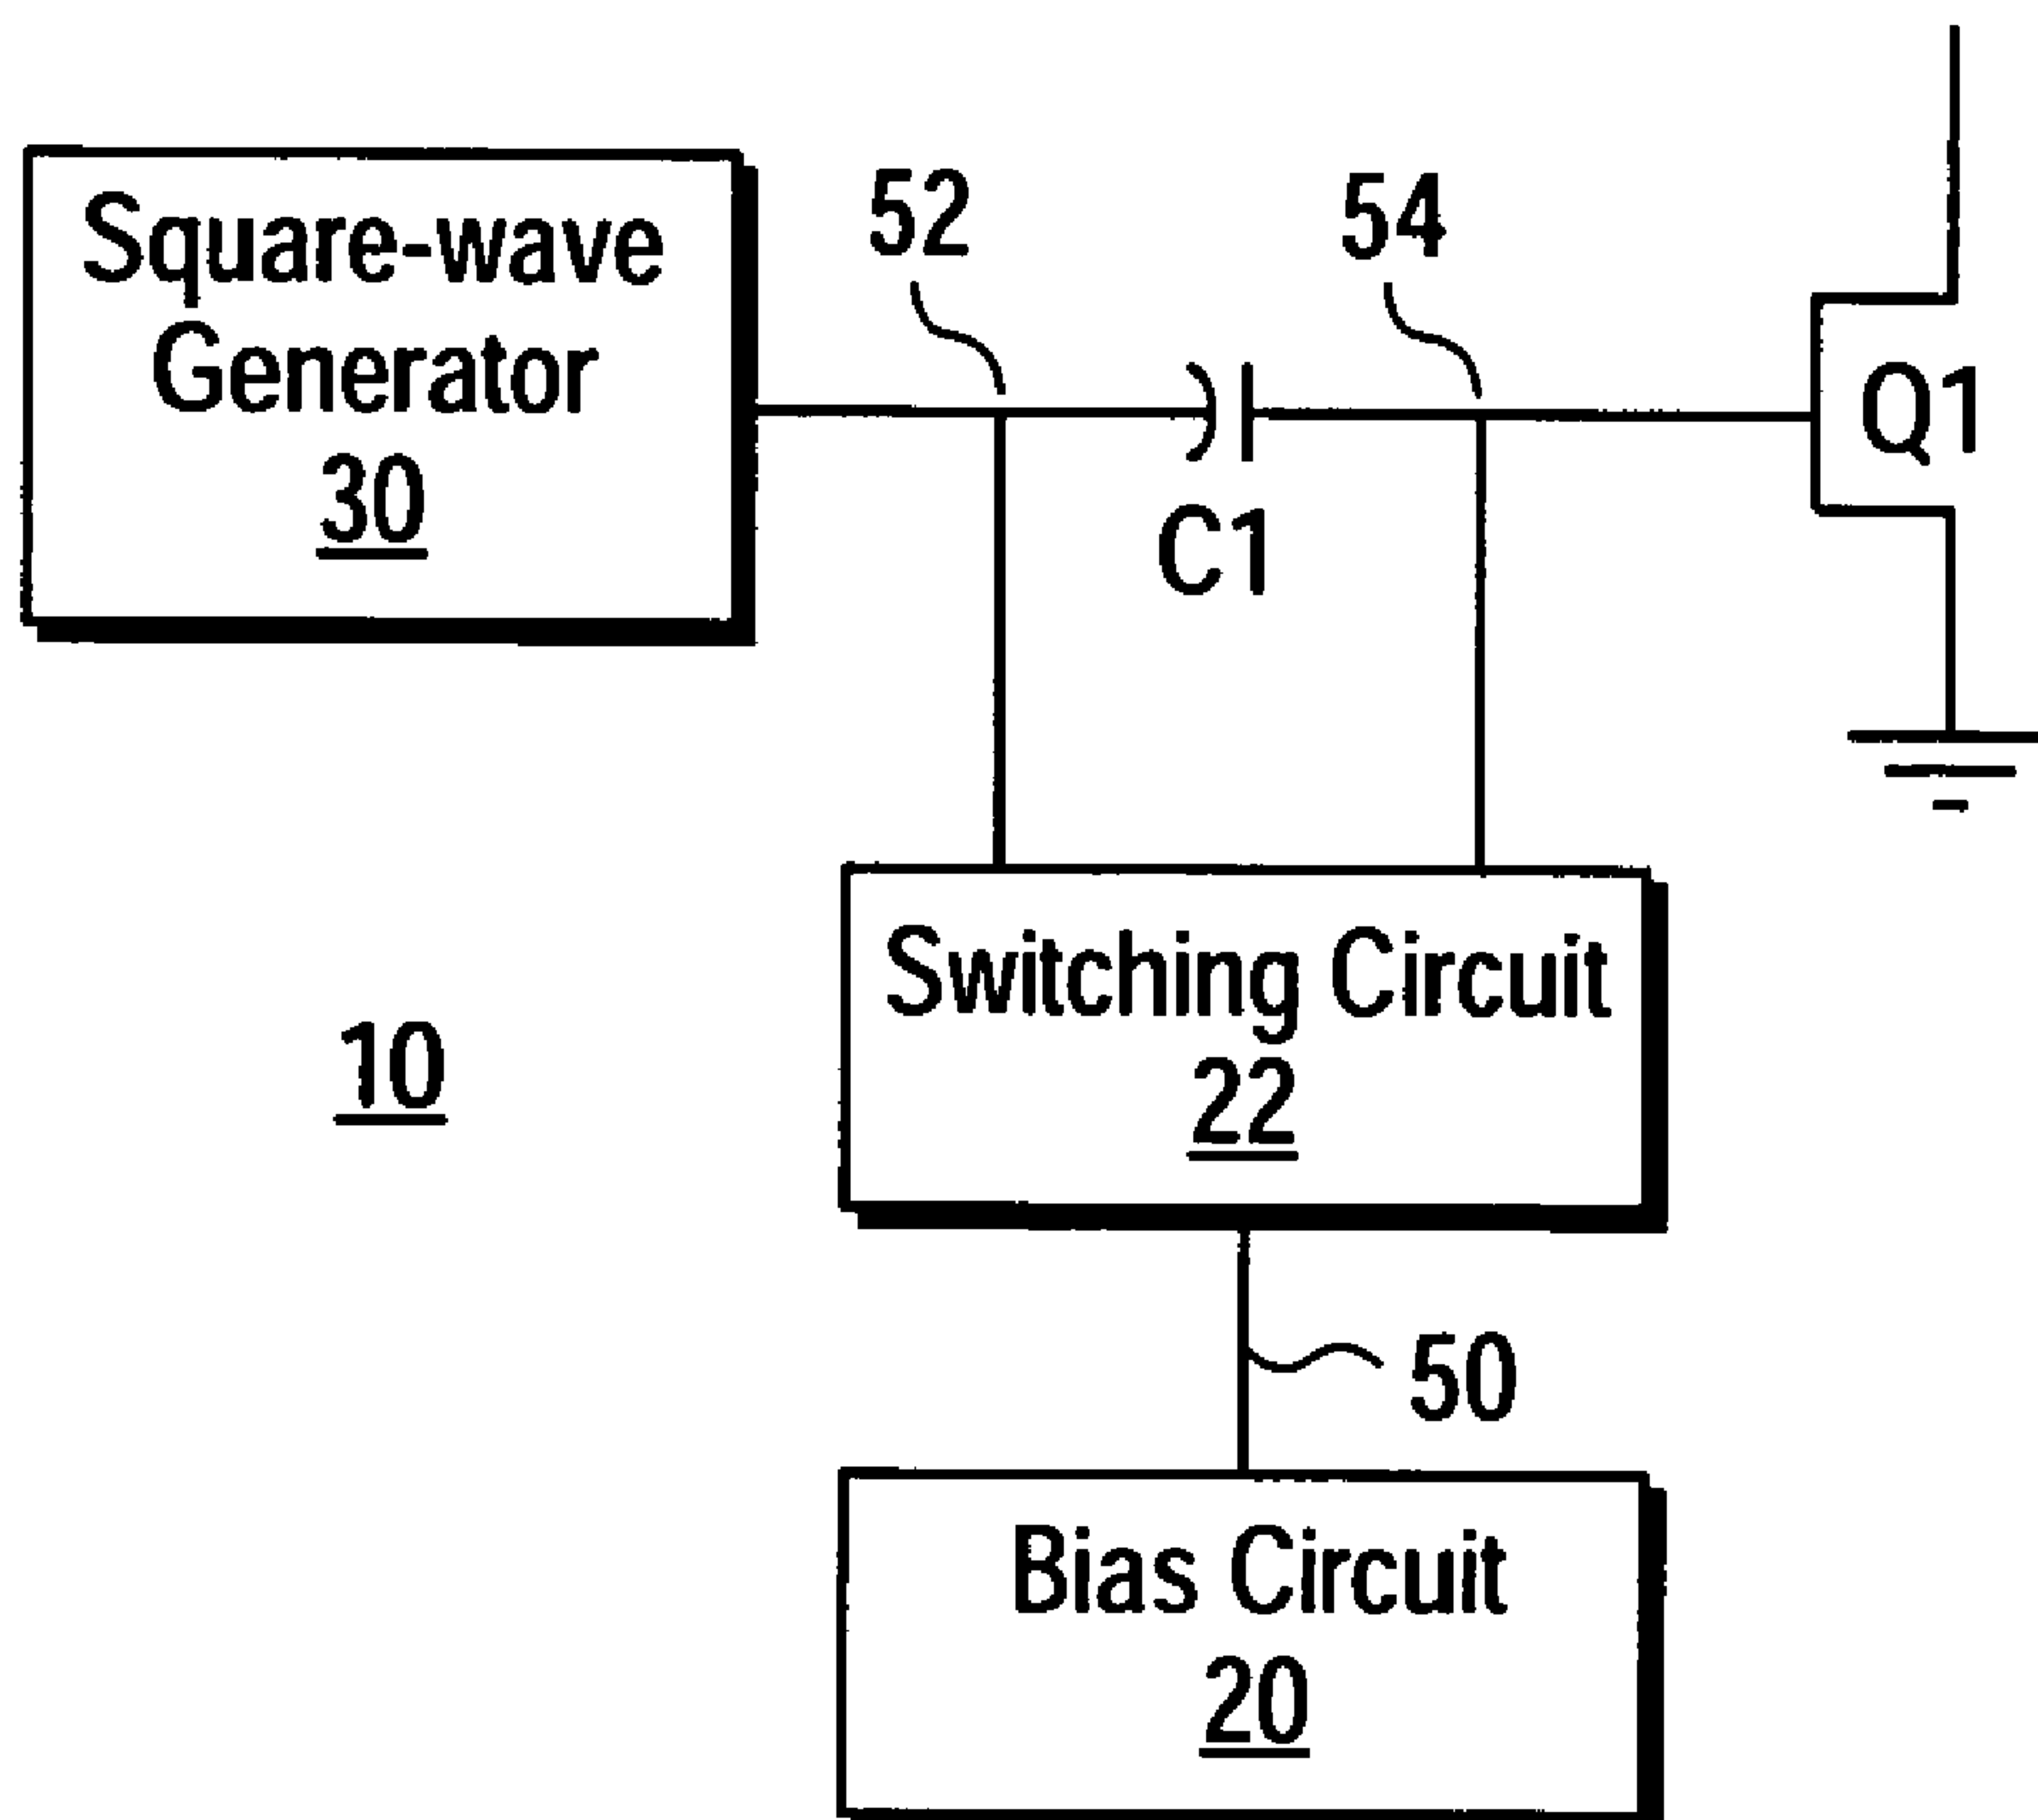 Square-wave
Generator
30
52
54
Q1
C1
Switching Circuit
22
10
50
Bias Circuit
20